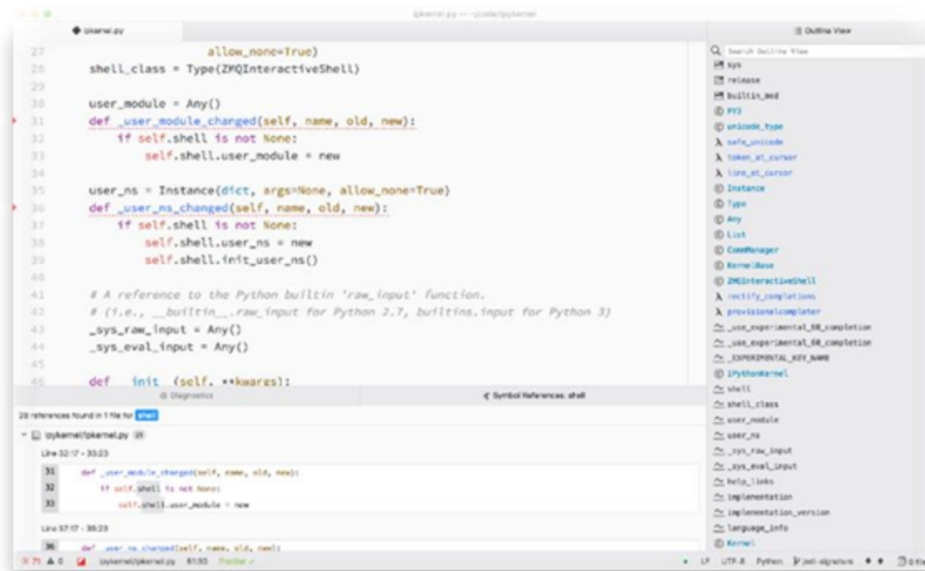 ipkernel.py — ~/code/ipykernel
ipkernel.py
27 allow_none=True)
28 shell_class = Type(ZMQInteractiveShell)
29
30 user_module = Any()
31 def _user_module_changed(self, name, old, new):
32 if self.shell is not None:
33 self.shell.user_module = new
34
35 user_ns = Instance(dict, args=None, allow_none=True)
36 def _user_ns_changed(self, name, old, new):
37 if self.shell is not None:
38 self.shell.user_ns = new
39 self.shell.init_user_ns()
40
41 # A reference to the Python builtin 'raw_input' function.
42 # (i.e., __builtin__.raw_input for Python 2.7, builtins.input for Python 3)
43 _sys_raw_input = Any()
44 _sys_eval_input = Any()
45
46 def __init__(self, **kwargs):
Diagnostics
Symbol References: shell
28 references found in 1 file for shell
ipykernel/ipkernel.py
Line 32:17 - 33:23
31 def _user_module_changed(self, name, old, new):
32 if self.shell is not None:
33 self.shell.user_module = new
Line 37:17 - 38:23
36 def _user_ns_changed(self, name, old, new):
71 0 ipykernel/ipkernel.py Prettier LF UTF-8 Python jedi-signature
Outline View
Search Outline View
sys
release
builtin_mod
PY3
unicode_type
safe_unicode
token_at_cursor
line_at_cursor
Instance
Type
Any
List
CommManager
KernelBase
ZMQInteractiveShell
rectify_completions
provisionalcompleter
_use_experimental_60_completion
_use_experimental_60_completion
_EXPERIMENTAL_KEY_NAME
IPythonKernel
shell
shell_class
user_module
user_ns
_sys_raw_input
_sys_eval_input
help_links
implementation
implementation_version
language_info
Kernel